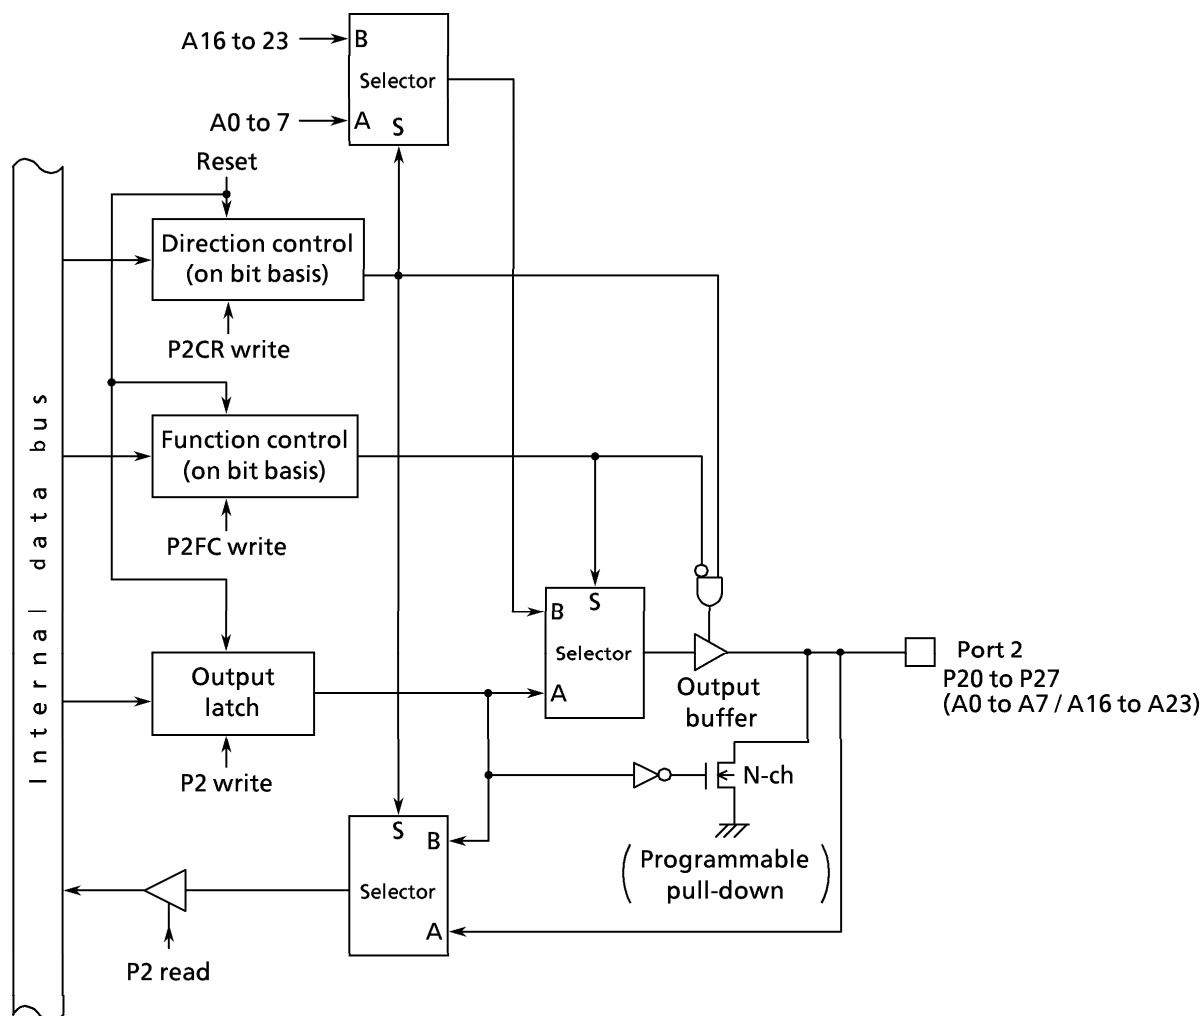 A16 to 23
B
Selector
A0 to 7
A
S
Reset
Direction control
(on bit basis)
P2CR write
Internal data bus
Function control
(on bit basis)
P2FC write
S
B
Selector
A
Output
buffer
Port 2
P20 to P27
(A0 to A7 / A16 to A23)
Output
latch
P2 write
N-ch
(Programmable
pull-down)
S
B
Selector
A
P2 read